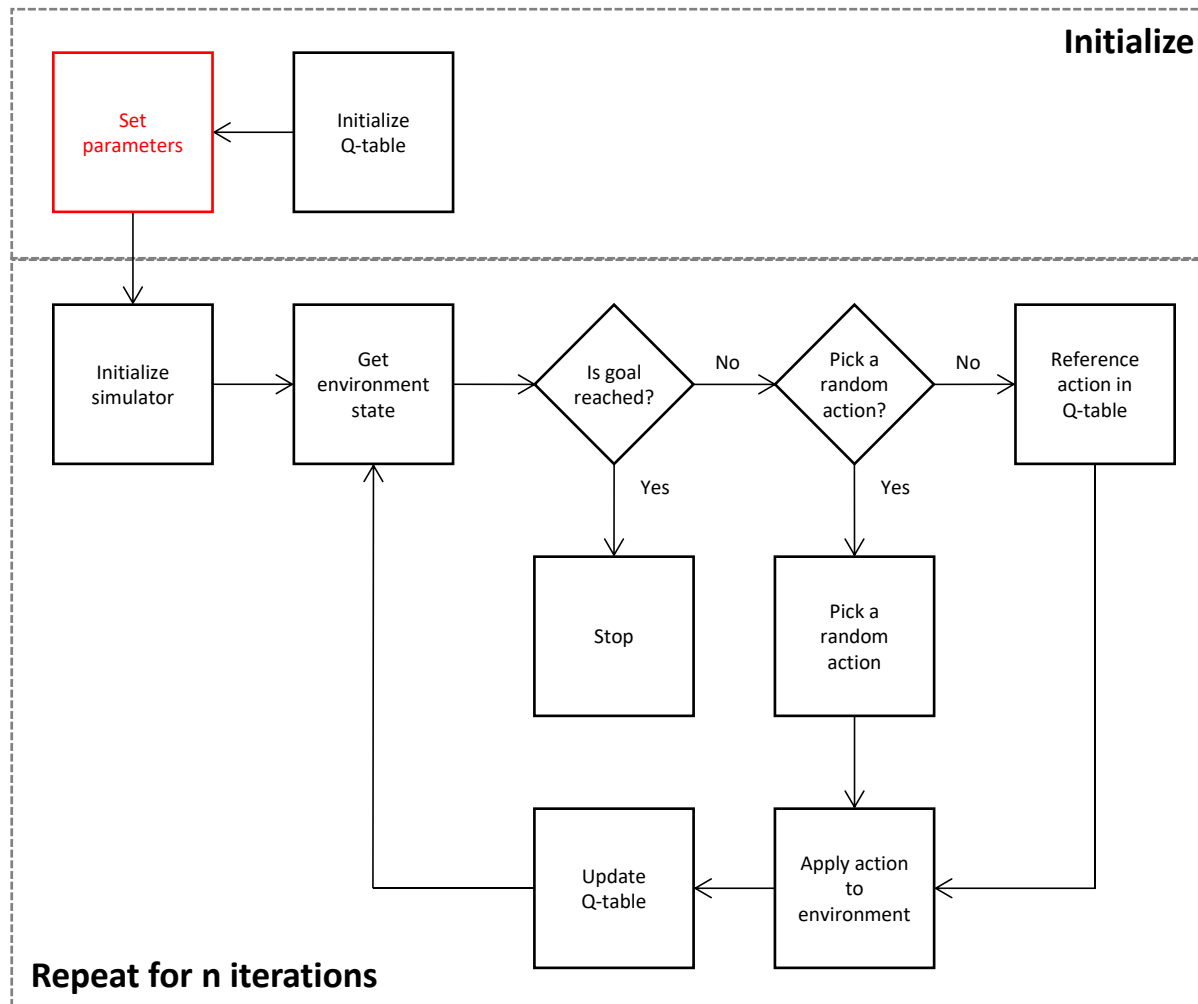 Initialize
Set
parameters
Initialize
Q-table
Initialize
simulator
Get
environment
state
Is goal
reached?
No
Pick a
random
action?
No
Reference
action in
Q-table
Yes
Yes
Stop
Pick a
random
action
Update
Q-table
Apply action
to
environment
Repeat for n iterations